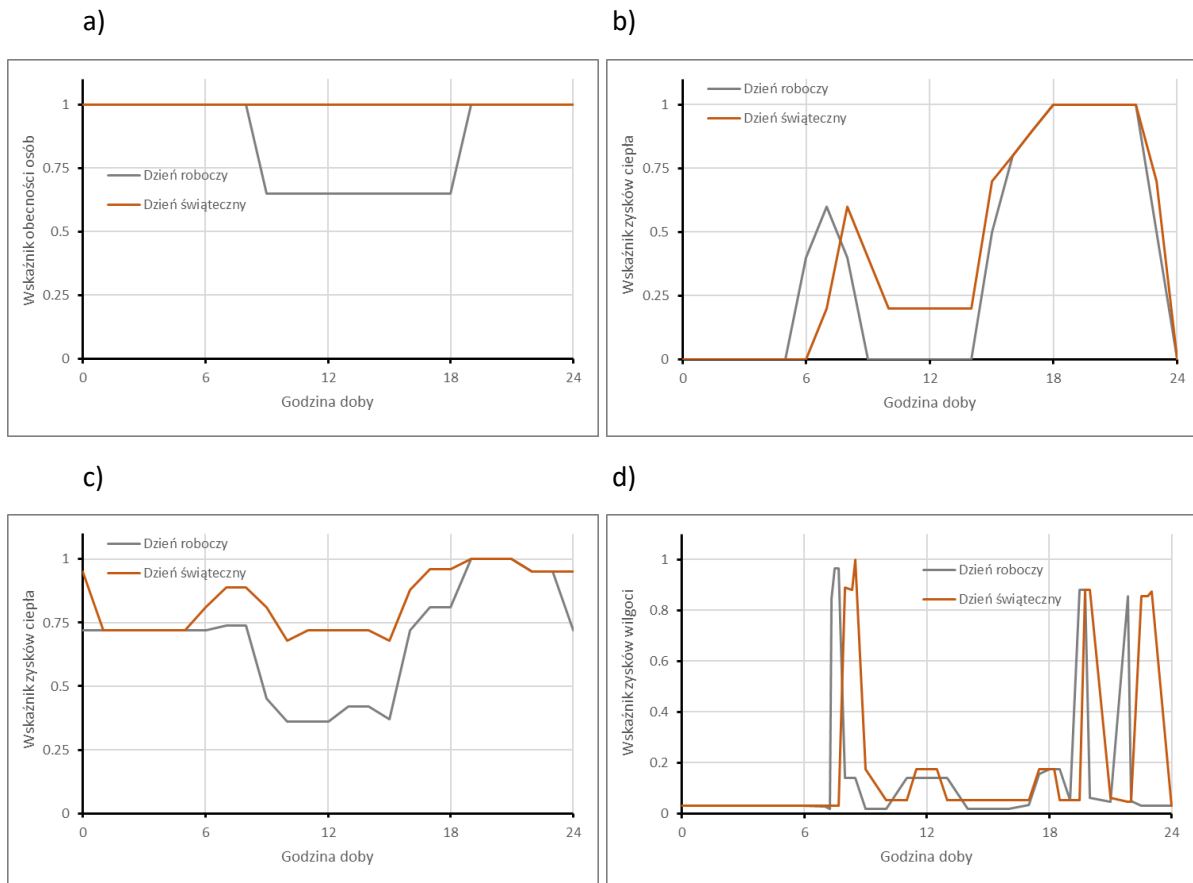 a)
1
0.75
0.5
0.25
0
Wskaźnik obecności osób
Dzień roboczy
Dzień świąteczny
0 6 12 18 24
Godzina doby
b)
1
0.75
0.5
0.25
0
Wskaźnik zysków ciepła
Dzień roboczy
Dzień świąteczny
0 6 12 18 24
Godzina doby
c)
1
0.75
0.5
0.25
0
Wskaźnik zysków ciepła
Dzień roboczy
Dzień świąteczny
0 6 12 18 24
Godzina doby
d)
1
0.8
0.6
0.4
0.2
0
Wskaźnik zysków wilgoci
Dzień roboczy
Dzień świąteczny
0 6 12 18 24
Godzina doby